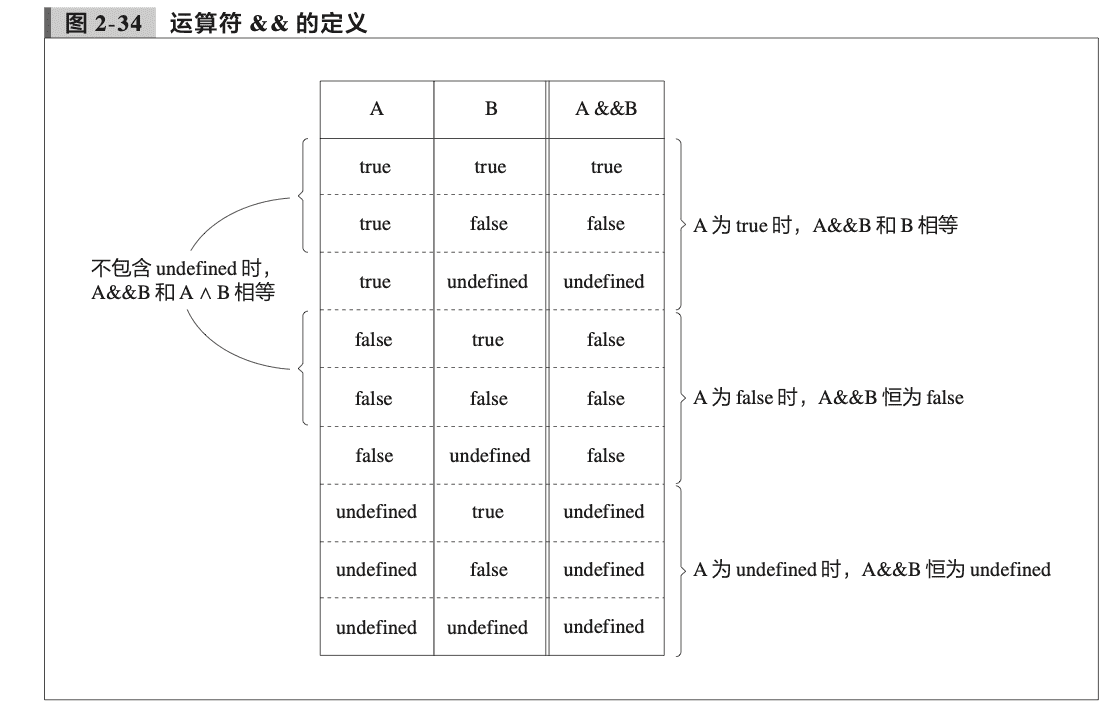 图 2-34 运算符 && 的定义
A B A &&B
true true true
true false false
true undefined undefined
false true false
false false false
false undefined false
undefined true undefined
undefined false undefined
undefined undefined undefined
不包含 undefined 时，
A&&B 和 A ∧ B 相等
A 为 true 时，A&&B 和 B 相等
A 为 false 时，A&&B 恒为 false
A 为 undefined 时，A&&B 恒为 undefined